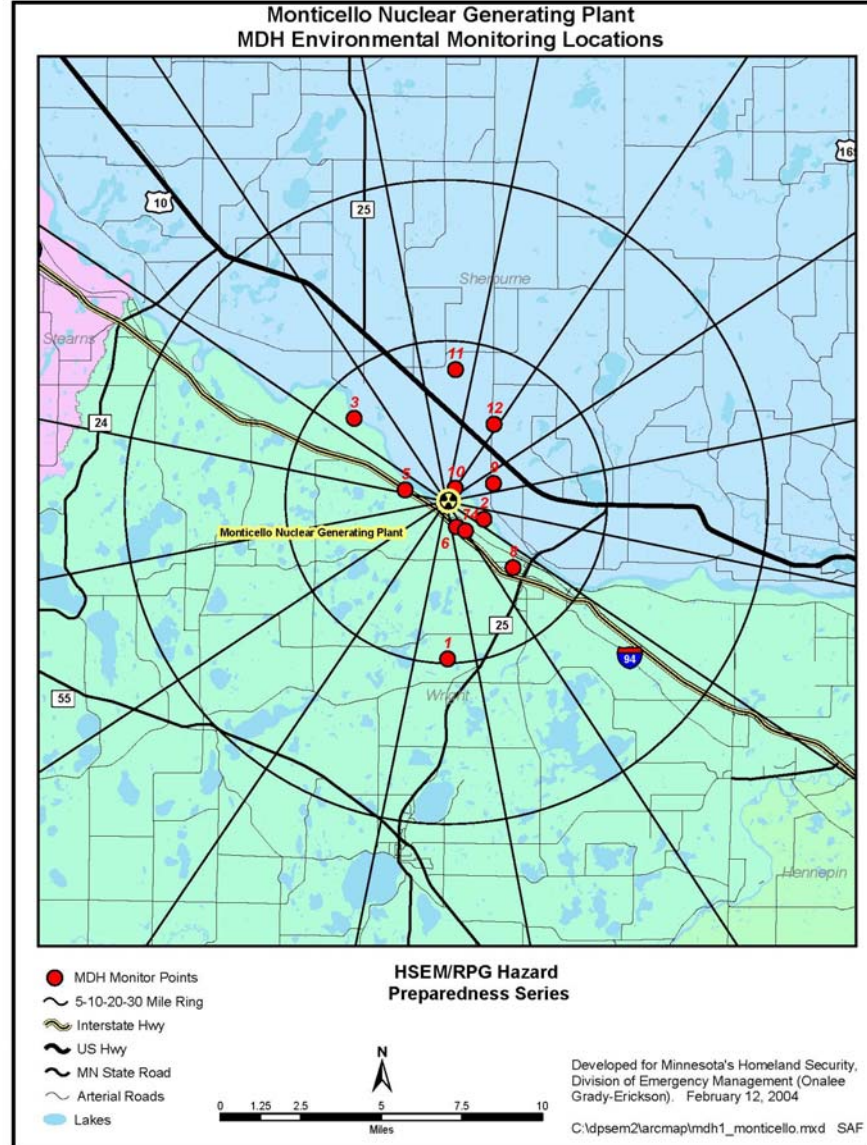 Monticello Nuclear Generating Plant
MDH Environmental Monitoring Locations
10
25
Sherburne
Stearns
11
3
12
24
5
10
9
2
7
Monticello Nuclear Generating Plant
6
8
25
1
94
Wright
55
Hennepin
MDH Monitor Points
5-10-20-30 Mile Ring
Interstate Hwy
US Hwy
MN State Road
Arterial Roads
Lakes
HSEM/RPG Hazard
Preparedness Series
N
0 1.25 2.5 5 7.5 10
Miles
Developed for Minnesota's Homeland Security,
Division of Emergency Management (Onalee
Grady-Erickson). February 12, 2004
C:\dpsem2\arcmap\mdh1_monticello.mxd SAF